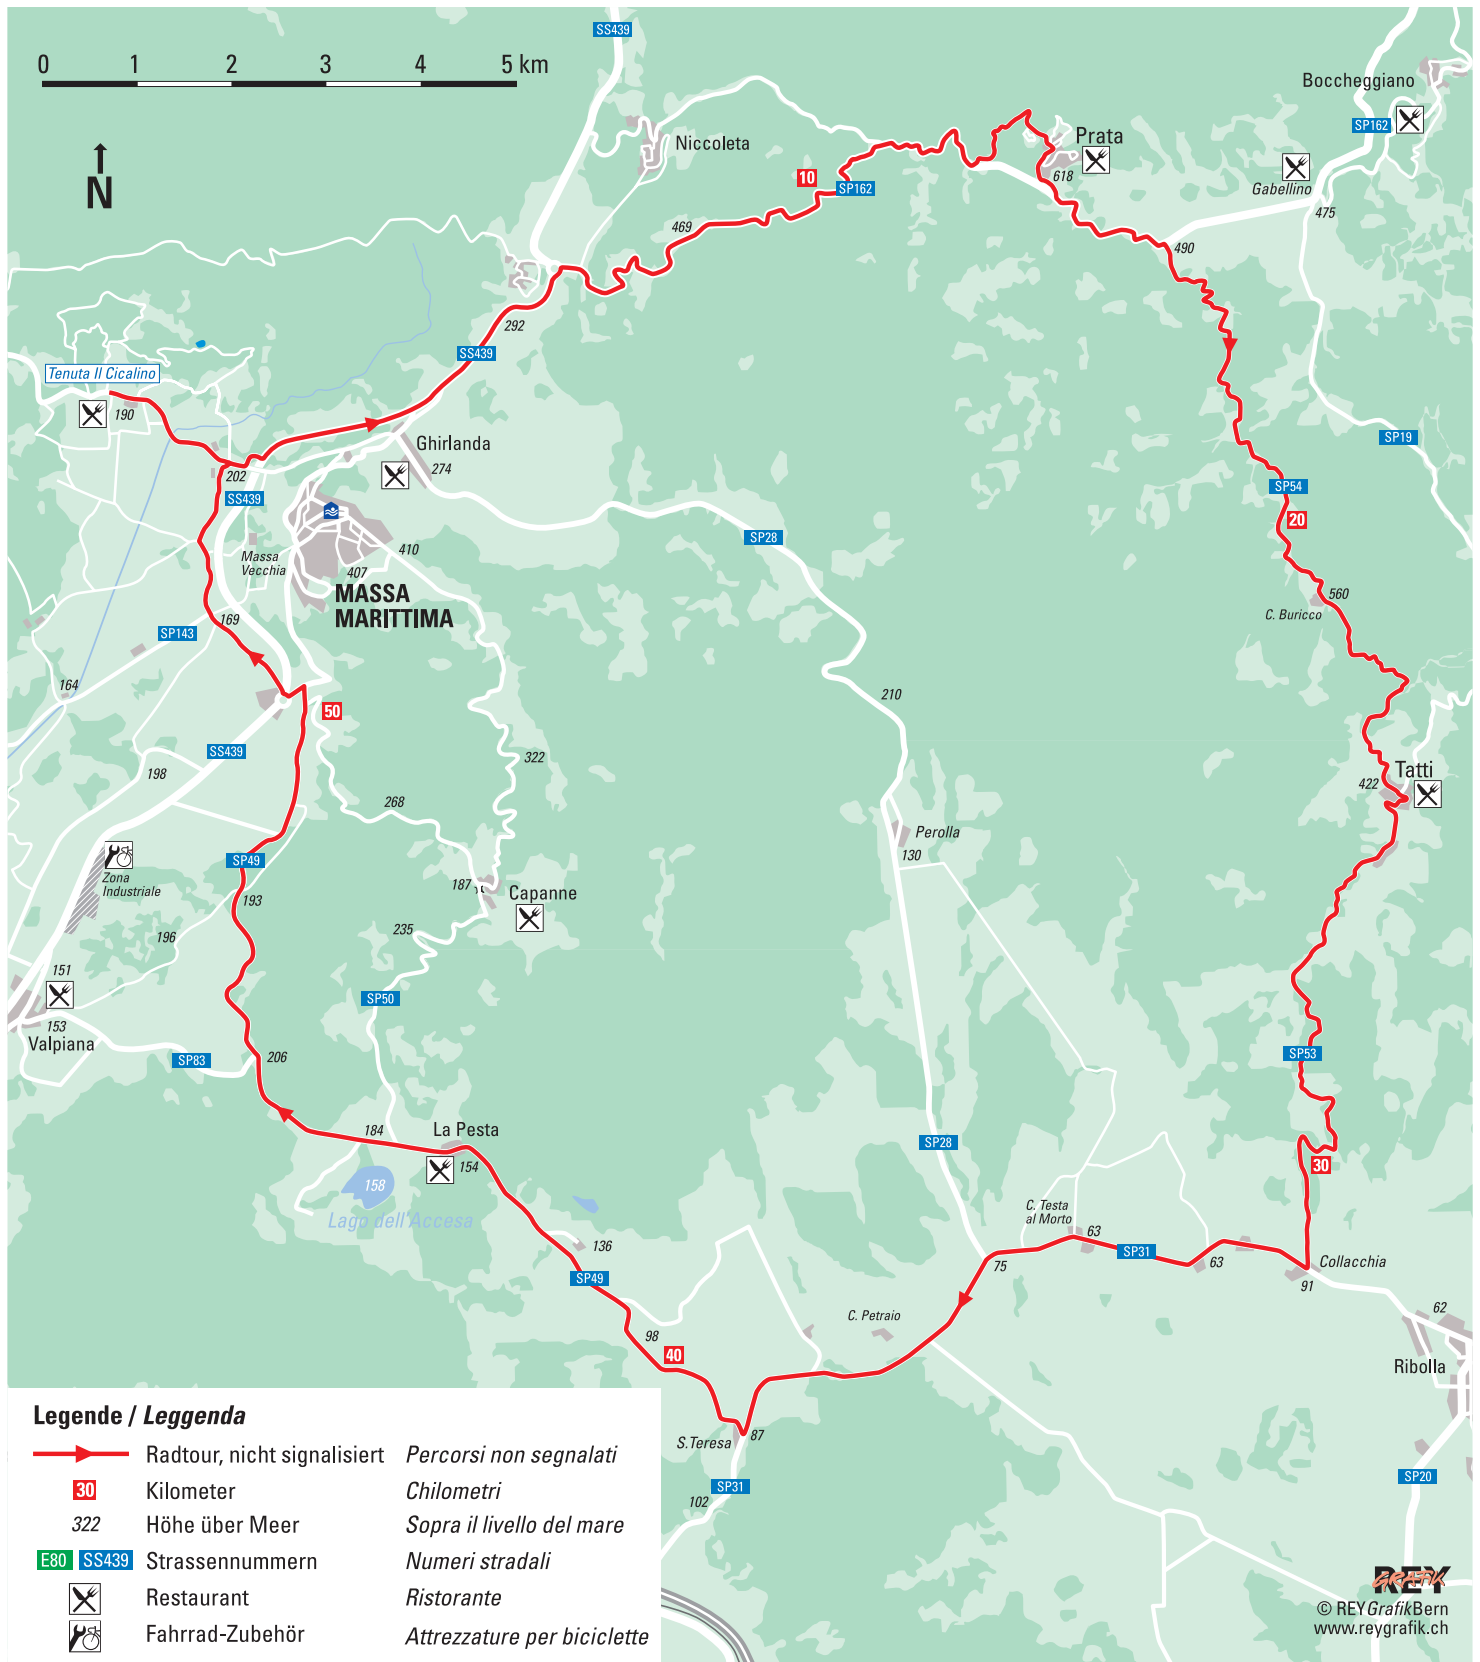 SS439
0 1 2 3 4 5 km
Boccheggiano
SP162
Prata
Niccoleta
N
10
SP162
618
Gabellino
475
469
490
292
SS439
Tenuta Il Cicalino
190
Ghirlanda
274
SP19
202
SS439
SP54
20
SP28
410
Massa
Vecchia
407
MASSA
MARITTIMA
560
C. Buricco
169
SP143
164
210
50
SS439
322
198
Tatti
422
268
Perolla
130
SP49
Zona
Industriale
187
Capanne
193
235
196
151
SP50
153
Valpiana
SP83
206
SP53
La Pesta
184
154
SP28
158
30
Lago dell'Accesa
C. Testa
al Morto
63
136
SP31
63
Collacchia
75
91
SP49
C. Petraio
62
98
40
Ribolla
S.Teresa
87
SP20
SP31
102
Legende / Leggenda
Radtour, nicht signalisiert Percorsi non segnalati
30 Kilometer Chilometri
322 Höhe über Meer Sopra il livello del mare
E80 SS439 Strassennummern Numeri stradali
Restaurant Ristorante
Fahrrad-Zubehör Attrezzature per biciclette
REY
GRAFIK
© REYGrafikBern
www.reygrafik.ch